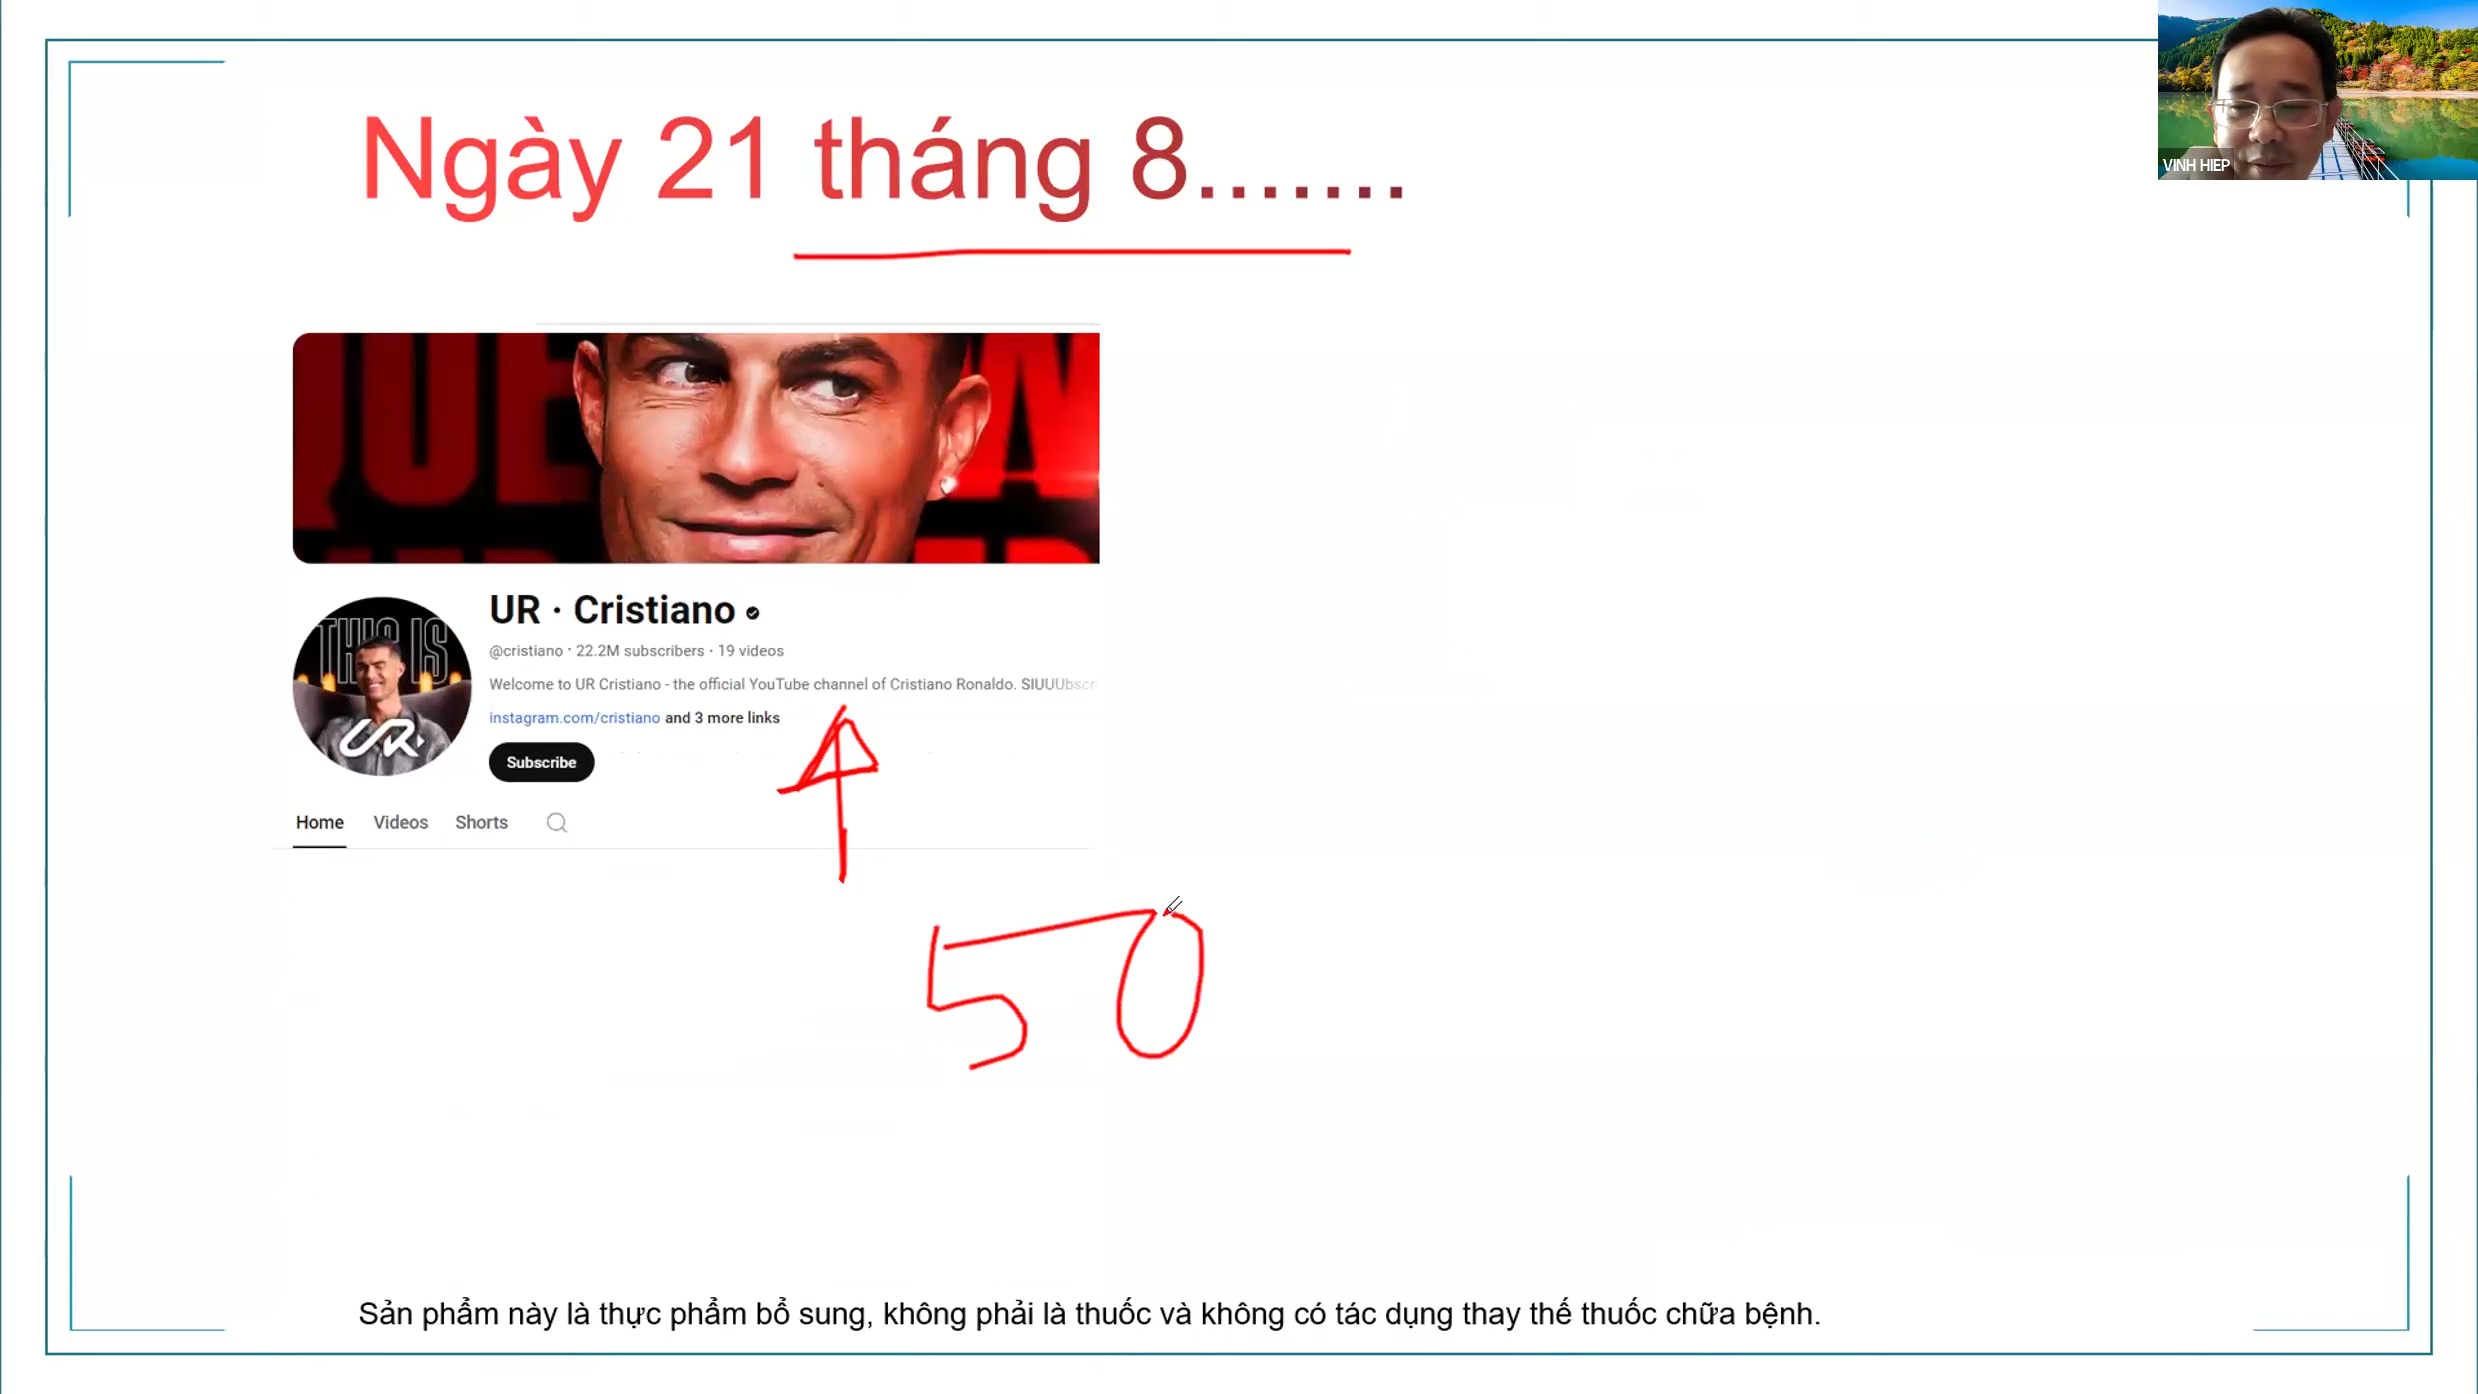 Ngày 21 tháng 8.......
VINH HIEP
UR · Cristiano
@cristiano · 22.2M subscribers · 19 videos
Welcome to UR Cristiano - the official YouTube channel of Cristiano Ronaldo. SIUUUbscr
instagram.com/cristiano and 3 more links
THIS IS
UR
Subscribe
Home Videos Shorts
50
Sản phẩm này là thực phẩm bổ sung, không phải là thuốc và không có tác dụng thay thế thuốc chữa bệnh.